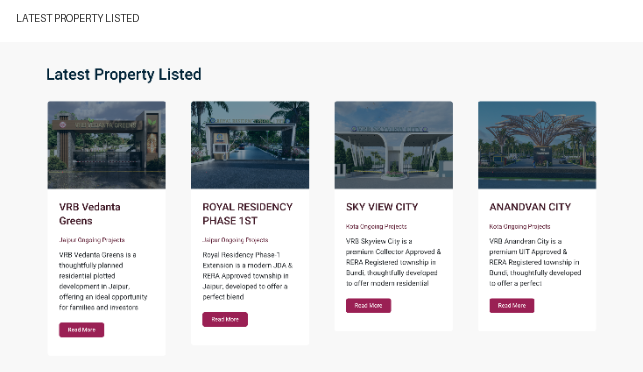 LATEST PROPERTY LISTED
Latest Property Listed
VRB Vedanta
Greens
Jaipur Ongoing Projects
VRB Vedanta Greens is a
thoughtfully planned
residential plotted
development in Jaipur,
offering an ideal opportunity
for families and investors
Read More
ROYAL RESIDENCY
PHASE 1ST
Jaipur Ongoing Projects
Royal Residency Phase-1
Extension is a modern JDA &
RERA Approved township in
Jaipur, developed to offer a
perfect blend
Read More
SKY VIEW CITY
Kota Ongoing Projects
VRB Skyview City is a
premium Collector Approved &
RERA Registered township in
Bundi, thoughtfully developed
to offer modern residential
Read More
ANANDVAN CITY
Kota Ongoing Projects
VRB Anandvan City is a
premium UIT Approved &
RERA Registered township in
Bundi, thoughtfully developed
to offer a perfect
Read More